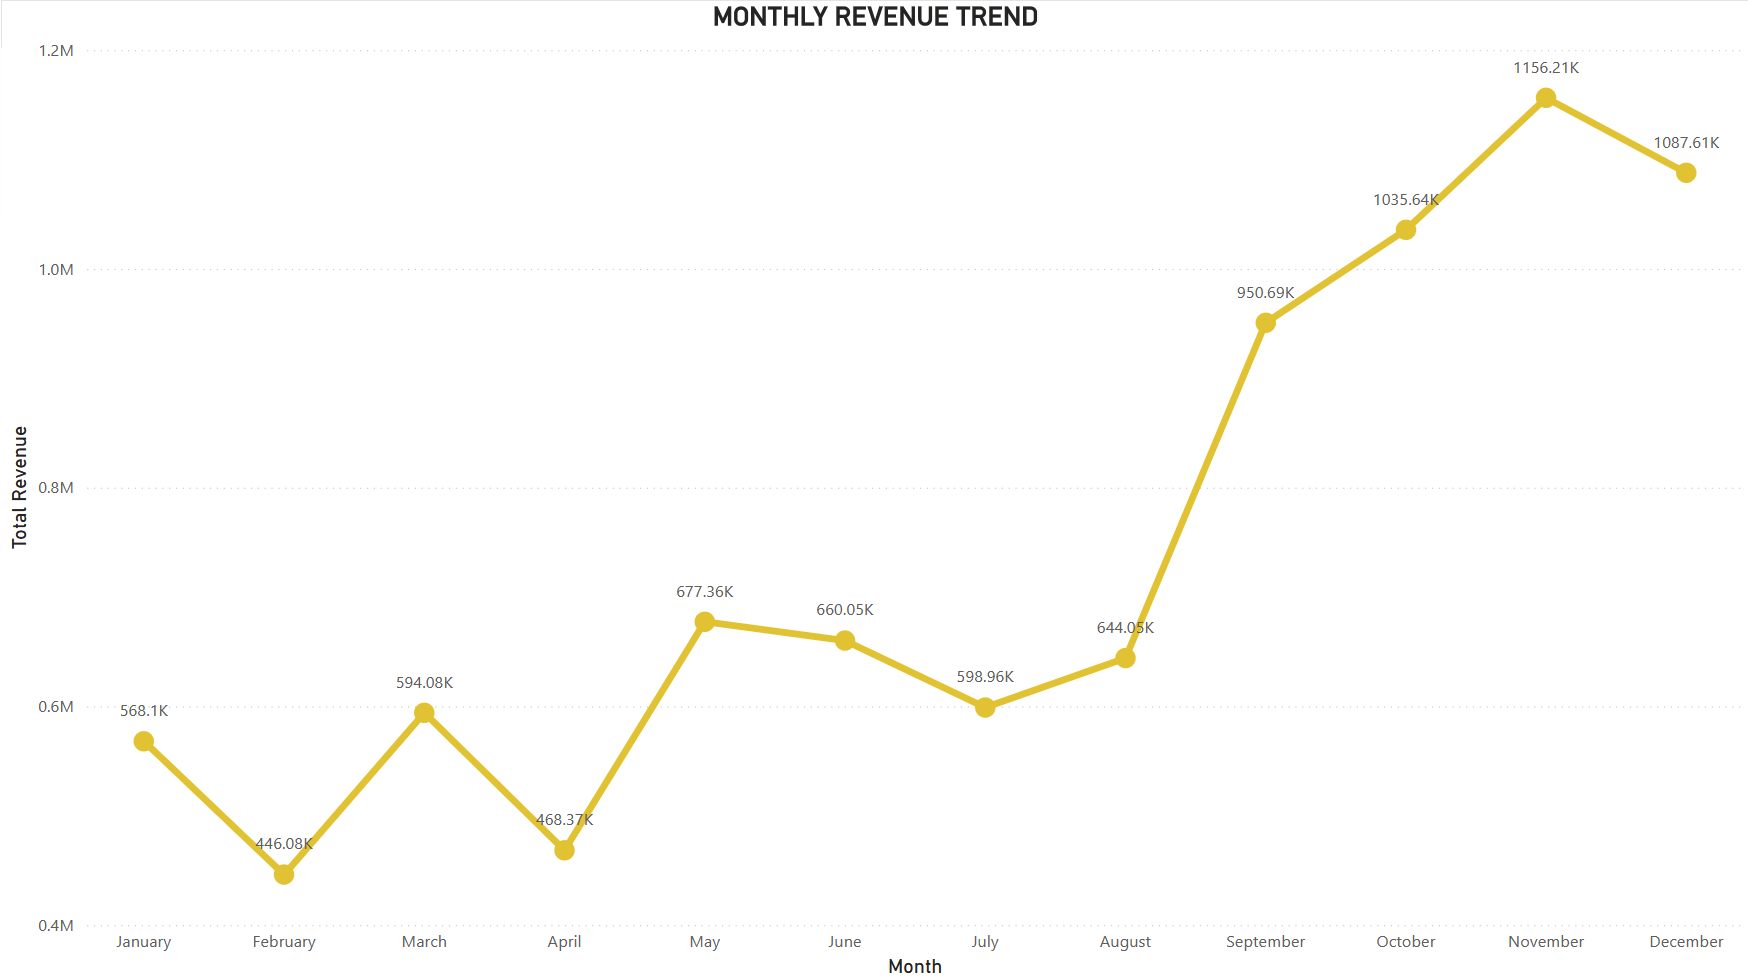 MONTHLY REVENUE TREND
1.2M
1.0M
0.8M
0.6M
0.4M
Total Revenue
568.1K
446.08K
594.08K
468.37K
677.36K
660.05K
598.96K
644.05K
950.69K
1035.64K
1156.21K
1087.61K
January
February
March
April
May
June
July
August
September
October
November
December
Month